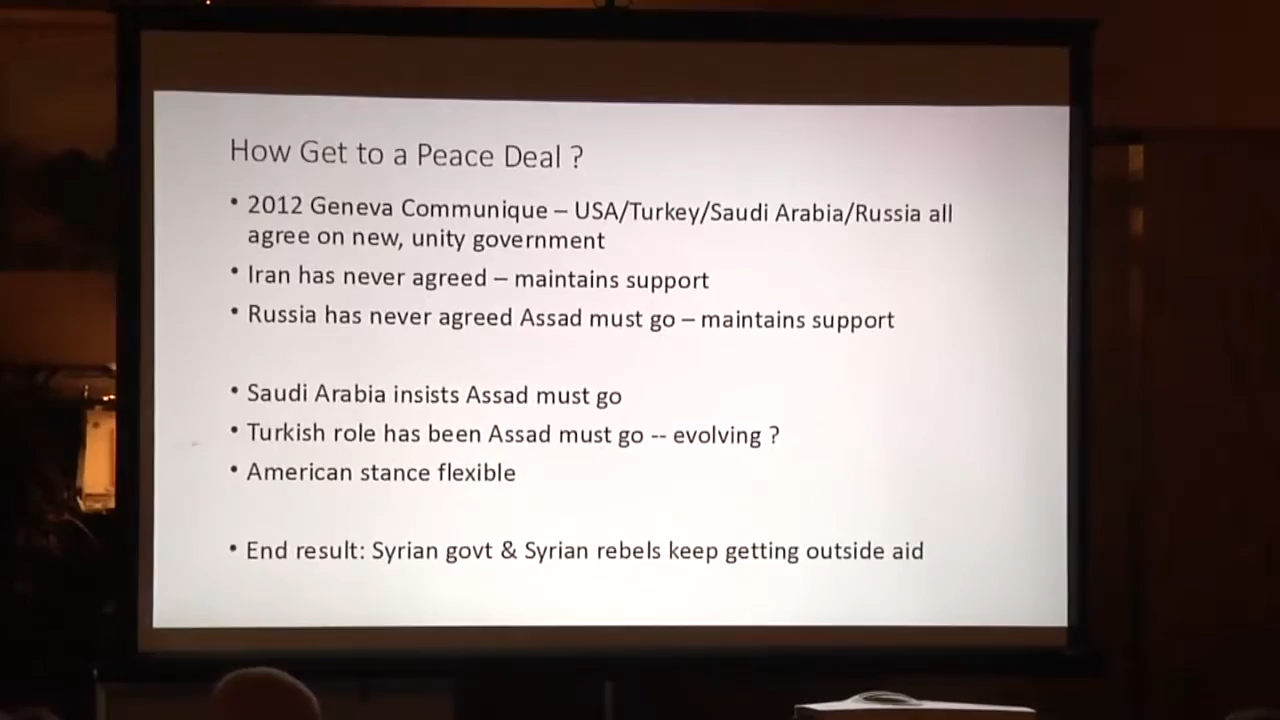 How Get to a Peace Deal ?
• 2012 Geneva Communique – USA/Turkey/Saudi Arabia/Russia all
agree on new, unity government
• Iran has never agreed – maintains support
• Russia has never agreed Assad must go – maintains support
• Saudi Arabia insists Assad must go
• Turkish role has been Assad must go -- evolving ?
• American stance flexible
• End result: Syrian govt & Syrian rebels keep getting outside aid